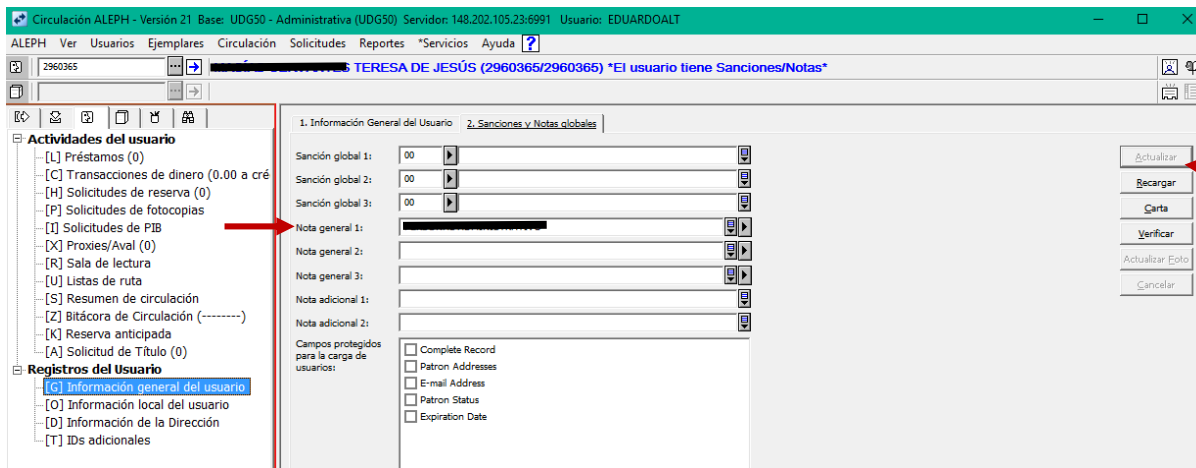 Circulación ALEPH - Versión 21 Base: UDG50 - Administrativa (UDG50) Servidor: 148.202.105.23:6991 Usuario: EDUARDOALT
ALEPH Ver Usuarios Ejemplares Circulación Solicitudes Reportes *Servicios Ayuda ?
2960365 TERESA DE JESÚS (2960365/2960365) *El usuario tiene Sanciones/Notas*
1. Información General del Usuario 2. Sanciones y Notas globales
Actividades del usuario
[L] Préstamos (0)
[C] Transacciones de dinero (0.00 a cré
[H] Solicitudes de reserva (0)
[P] Solicitudes de fotocopias
[I] Solicitudes de PIB
[X] Proxies/Aval (0)
[R] Sala de lectura
[U] Listas de ruta
[S] Resumen de circulación
[Z] Bitácora de Circulación (--------)
[K] Reserva anticipada
[A] Solicitud de Título (0)
Registros del Usuario
[G] Información general del usuario
[O] Información local del usuario
[D] Información de la Dirección
[T] IDs adicionales
Sanción global 1: 00
Sanción global 2: 00
Sanción global 3: 00
Nota general 1:
Nota general 2:
Nota general 3:
Nota adicional 1:
Nota adicional 2:
Campos protegidos
para la carga de
usuarios:
Complete Record
Patron Addresses
E-mail Address
Patron Status
Expiration Date
Actualizar
Recargar
Carta
Verificar
Actualizar Foto
Cancelar